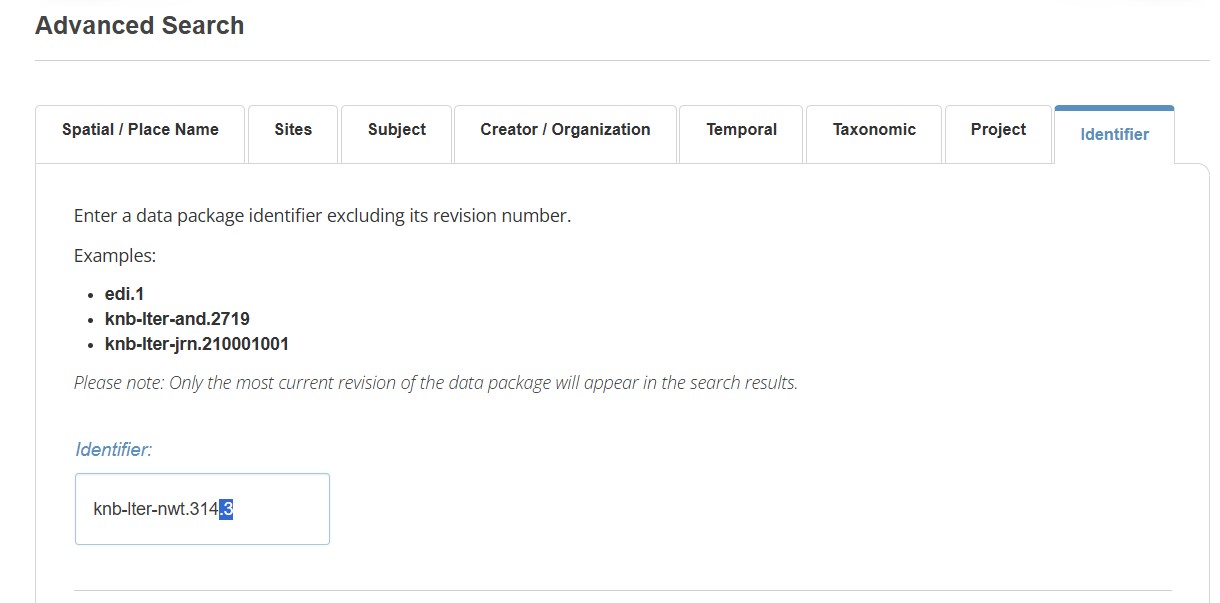 Advanced Search
Spatial / Place Name
Sites
Subject
Creator / Organization
Temporal
Taxonomic
Project
Identifier
Enter a data package identifier excluding its revision number.
Examples:
• edi.1
• knb-lter-and.2719
• knb-lter-jrn.210001001
Please note: Only the most current revision of the data package will appear in the search results.
Identifier:
knb-lter-nwt.314.3